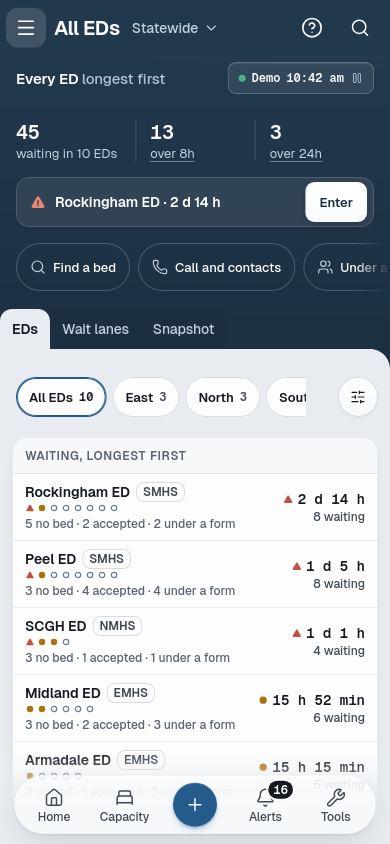 All EDs Statewide
Every ED longest first
Demo 10:42 am
45 13 3
waiting in 10 EDs over 8h over 24h
Rockingham ED · 2 d 14 h Enter
Find a bed Call and contacts Under a
EDs Wait lanes Snapshot
All EDs 10 East 3 North 3 Sout
WAITING, LONGEST FIRST
Rockingham ED SMHS 2 d 14 h
5 no bed · 2 accepted · 2 under a form 8 waiting
Peel ED SMHS 1 d 5 h
3 no bed · 4 accepted · 4 under a form 8 waiting
SCGH ED NMHS 1 d 1 h
3 no bed · 1 accepted · 1 under a form 4 waiting
Midland ED EMHS 15 h 52 min
3 no bed · 2 accepted · 3 under a form 6 waiting
Armadale ED EMHS 15 h 15 min
5 waiting
16
Home Capacity Alerts Tools